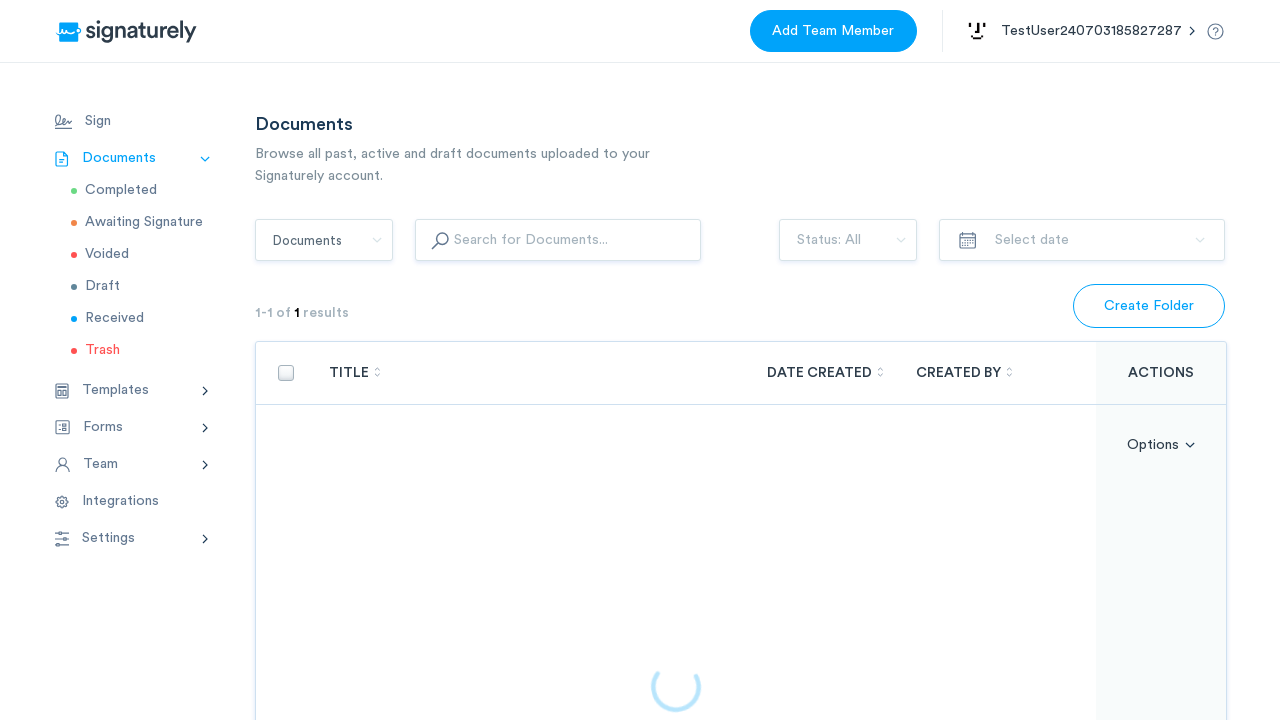 signaturely
Add Team Member
TestUser240703185827287
Sign
Documents
Completed
Awaiting Signature
Voided
Draft
Received
Trash
Templates
Forms
Team
Integrations
Settings
Documents
Browse all past, active and draft documents uploaded to your
Signaturely account.
Documents
Search for Documents...
Status: All
Select date
1-1 of 1 results
Create Folder
TITLE
DATE CREATED
CREATED BY
ACTIONS
Options